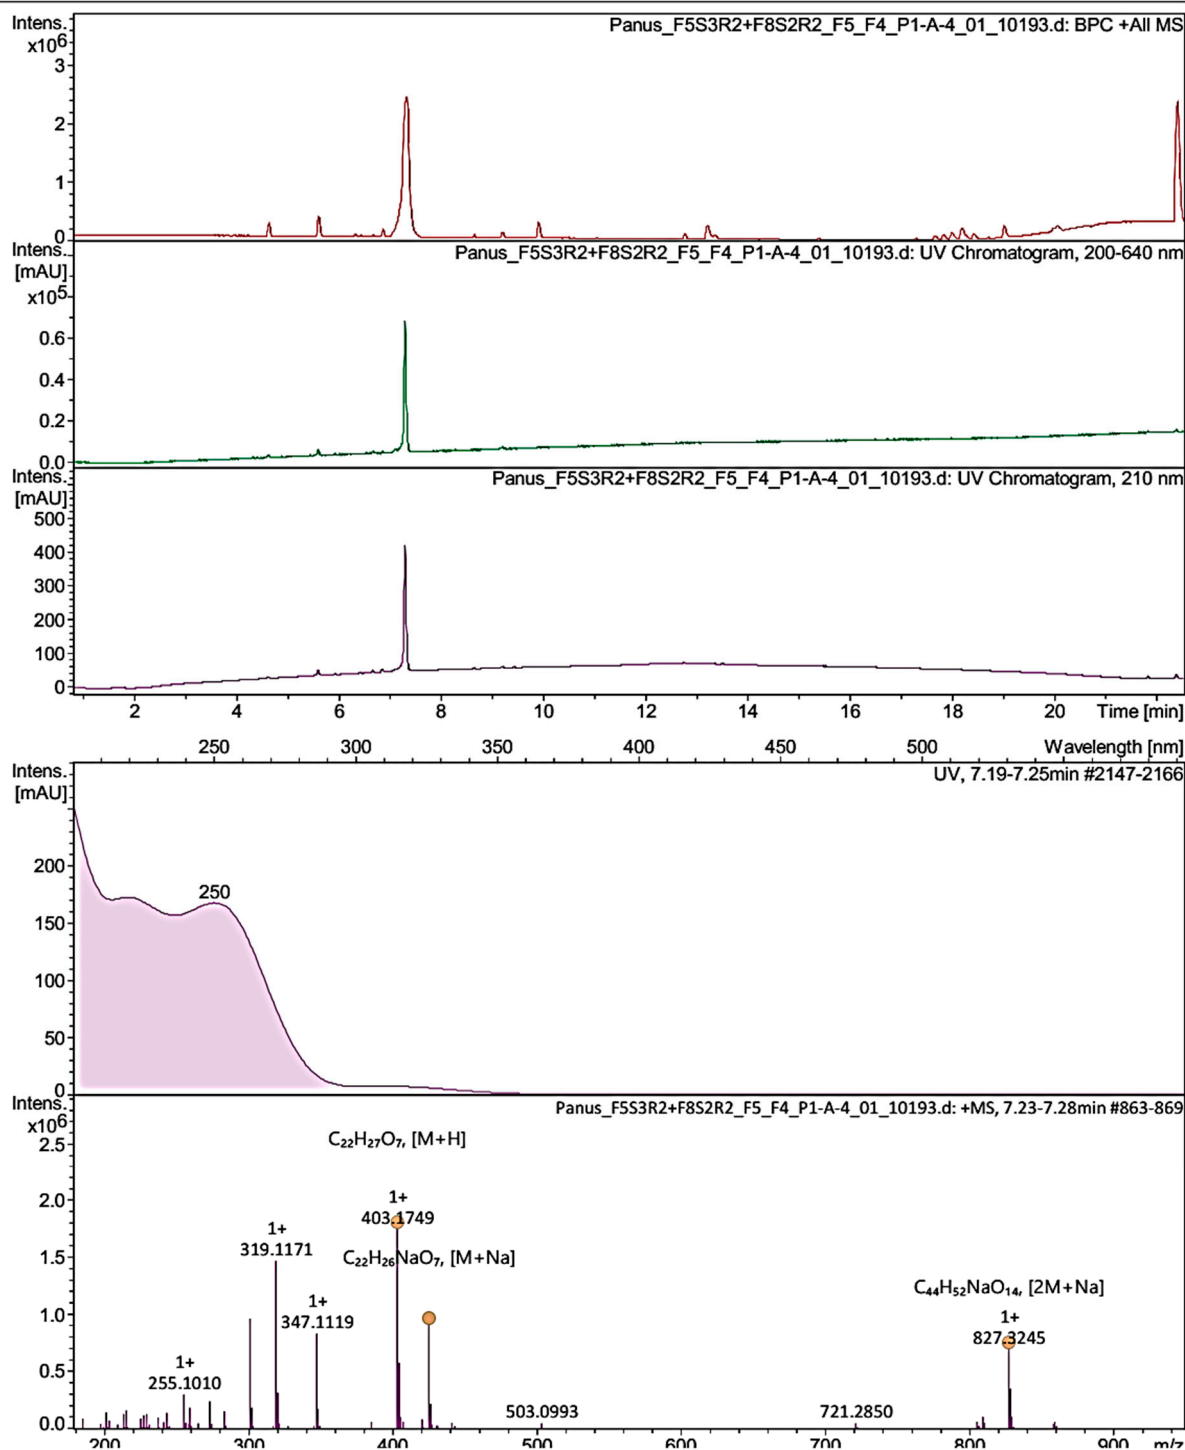 Intens.
x10⁶
Panus_F5S3R2+F8S2R2_F5_F4_P1-A-4_01_10193.d: BPC +All MS
3
2
1
0
Intens.
[mAU]
x10⁵
Panus_F5S3R2+F8S2R2_F5_F4_P1-A-4_01_10193.d: UV Chromatogram, 200-640 nm
0.6
0.4
0.2
0.0
Intens.
[mAU]
Panus_F5S3R2+F8S2R2_F5_F4_P1-A-4_01_10193.d: UV Chromatogram, 210 nm
500
400
300
200
100
0
2 4 6 8 10 12 14 16 18 20 Time [min]
250 300 350 400 450 500 Wavelength [nm]
Intens.
[mAU]
UV, 7.19-7.25min #2147-2166
200
150
100
50
0
250
Intens.
x10⁶
Panus_F5S3R2+F8S2R2_F5_F4_P1-A-4_01_10193.d: +MS, 7.23-7.28min #863-869
2.5
2.0
1.5
1.0
0.5
0.0
C₂₂H₂₇O₇, [M+H]
1+
403.1749
1+
319.1171
C₂₂H₂₆NaO₇, [M+Na]
1+
347.1119
C₄₄H₅₂NaO₁₄, [2M+Na]
1+
827.3245
1+
255.1010
503.0993
721.2850
200 300 400 500 600 700 800 900 m/z